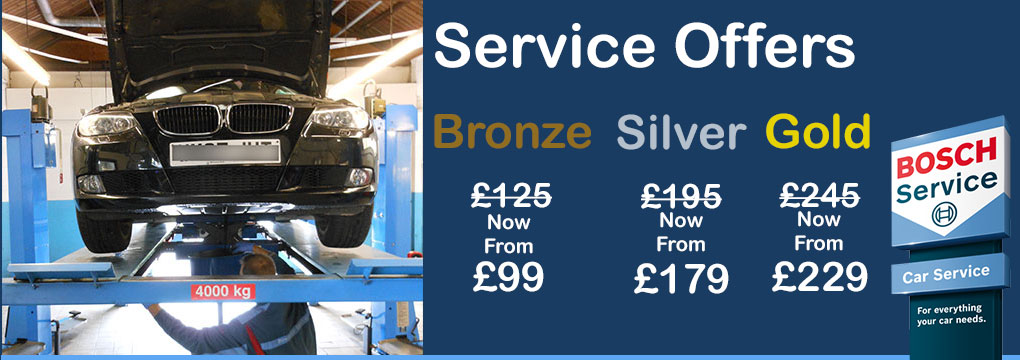 Service Offers
Bronze Silver Gold
£125 £195 £245
Now Now Now
From From From
£99 £179 £229
4000 kg
BOSCH
Service
Car Service
For everything
your car needs.